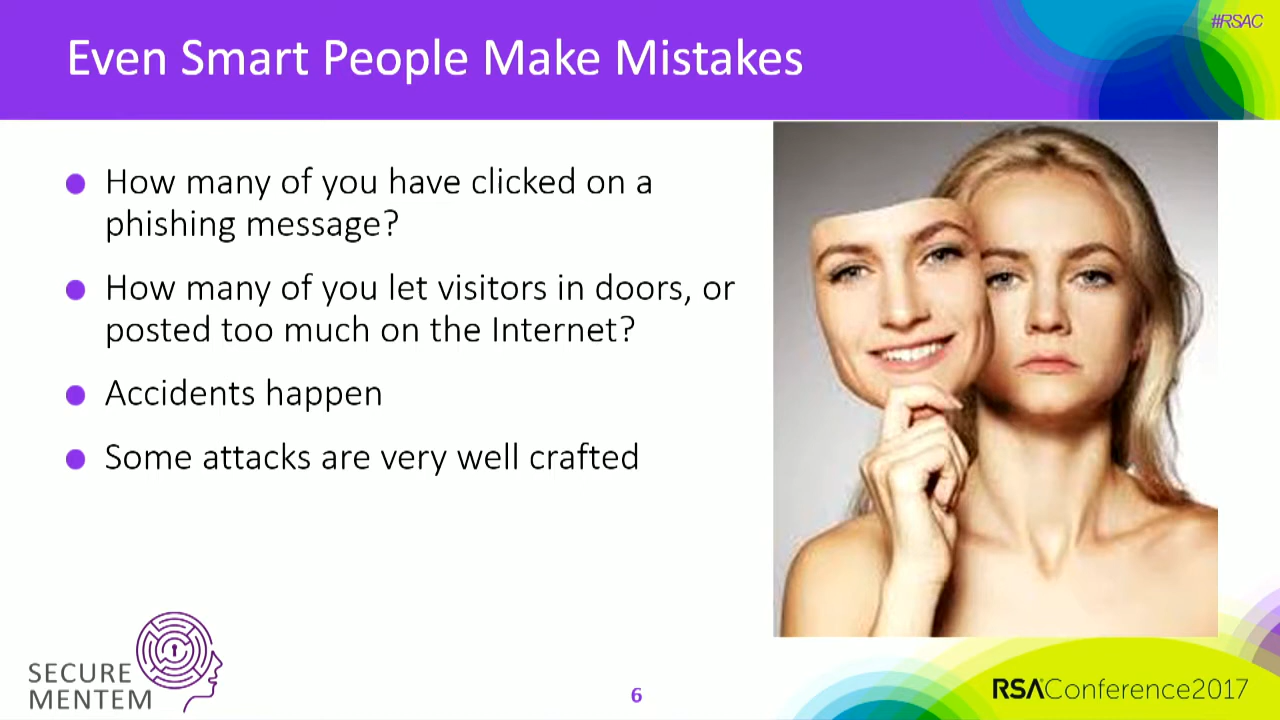 #RSAC
Even Smart People Make Mistakes
How many of you have clicked on a
phishing message?
How many of you let visitors in doors, or
posted too much on the Internet?
Accidents happen
Some attacks are very well crafted
SECURE
MENTEM
6
RSAConference2017